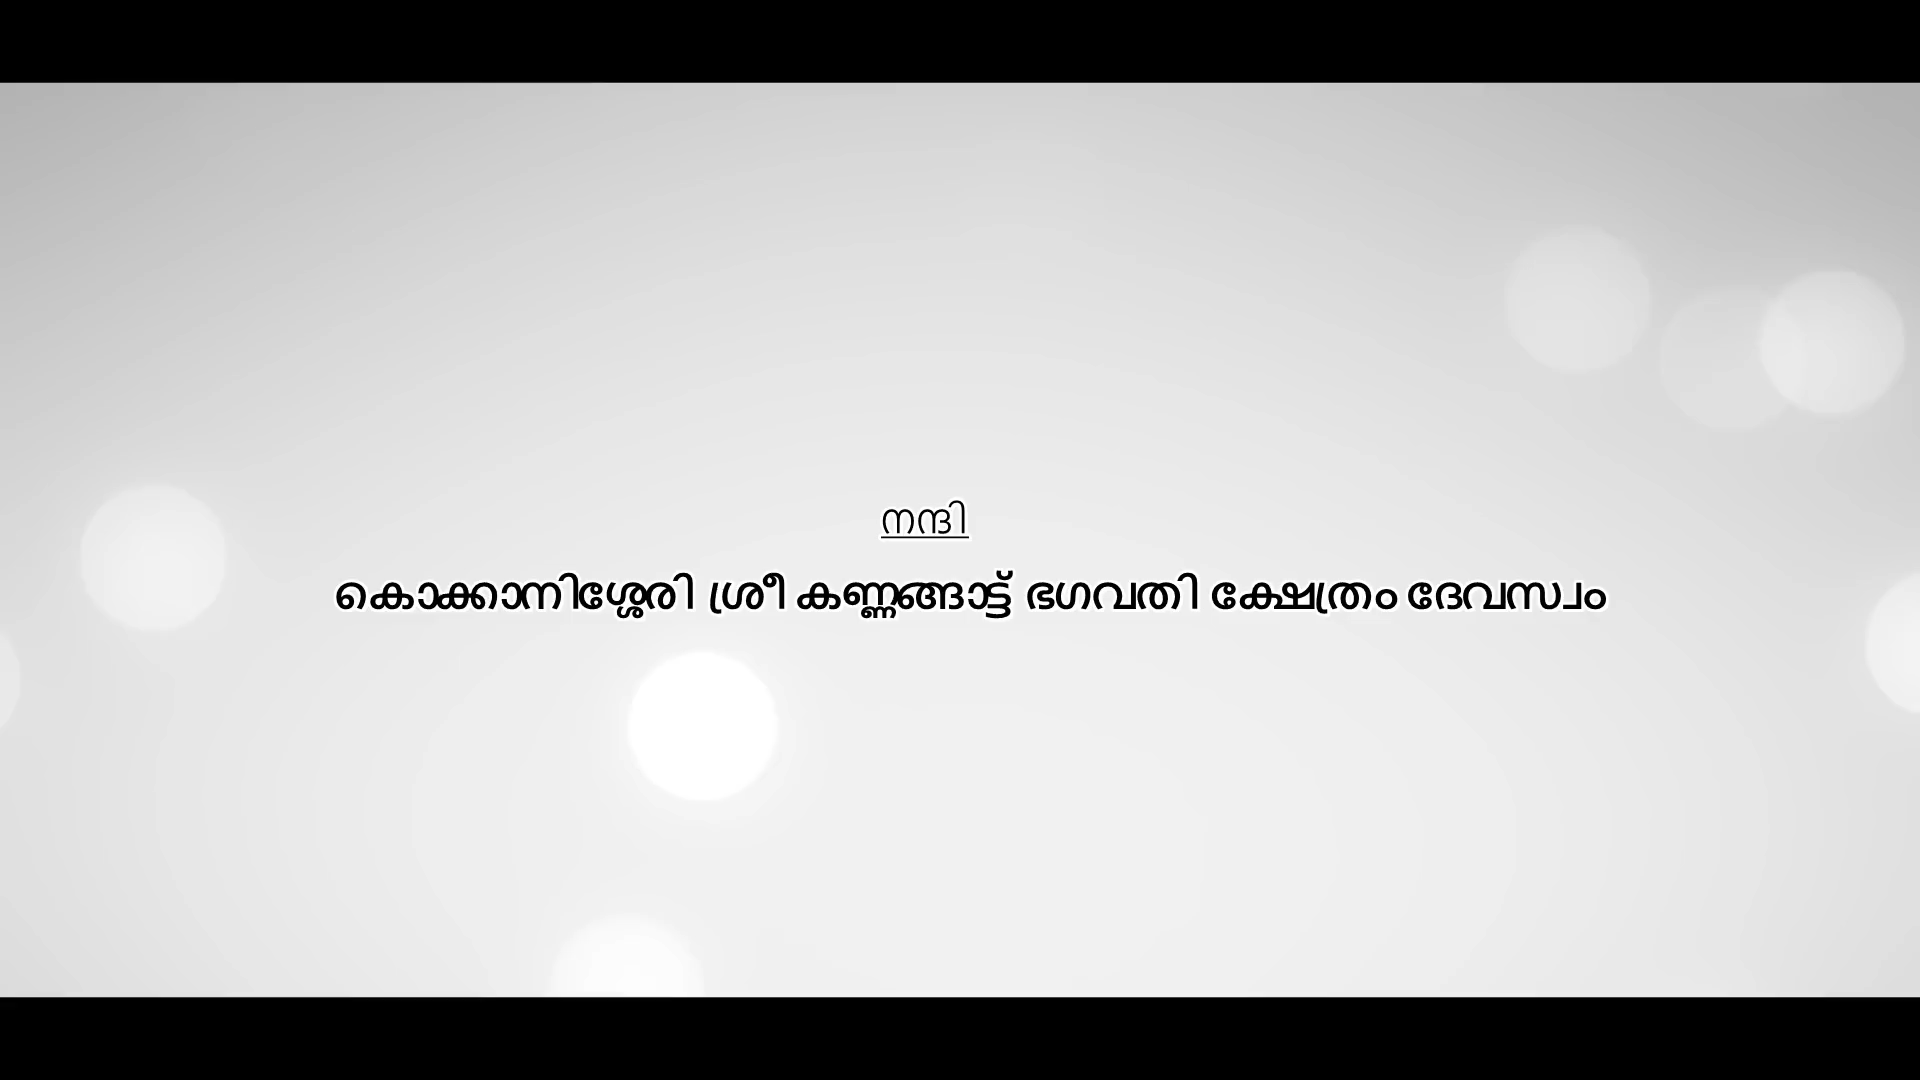 നന്ദി
കൊക്കാനിശ്ശേരി ശ്രീ കണ്ണങ്ങാട്ട് ഭഗവതി ക്ഷേത്രം ദേവസ്വം